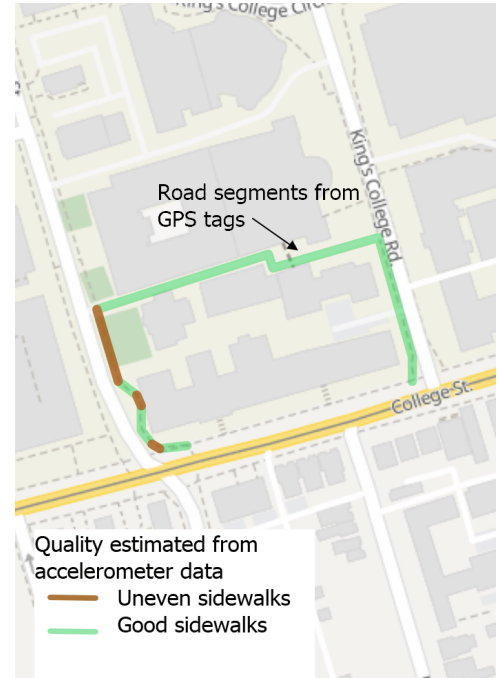 King's College Circ
Road segments from
GPS tags
King's College Rd.
College St.
Quality estimated from
accelerometer data
Uneven sidewalks
Good sidewalks